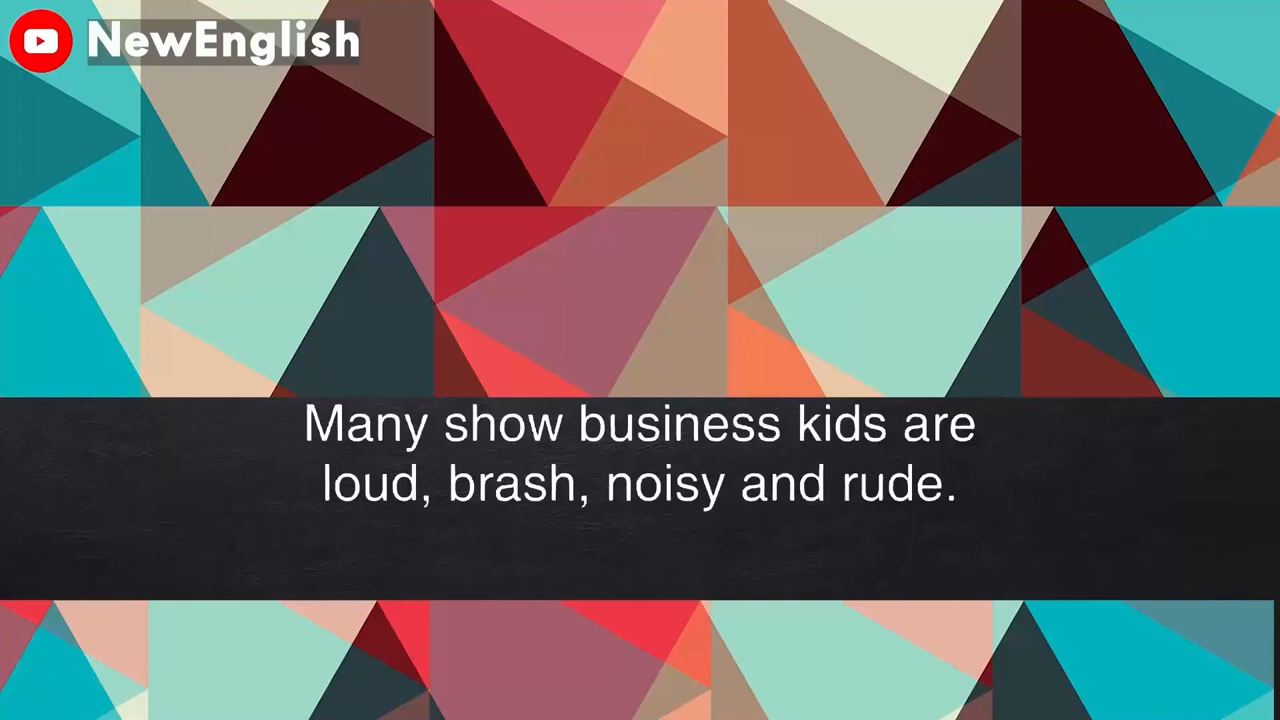 NewEnglish
Many show business kids are
loud, brash, noisy and rude.